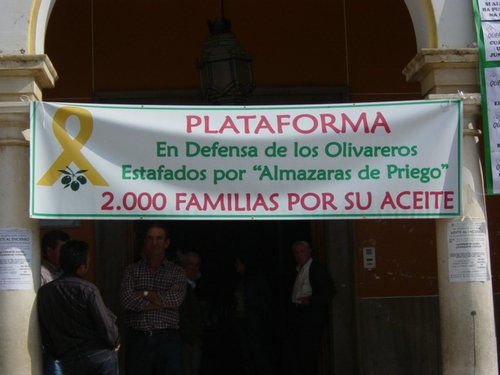 PLATAFORMA
En Defensa de los Olivareros
Estafados por "Almazaras de Priego"
2.000 FAMILIAS POR SU ACEITE